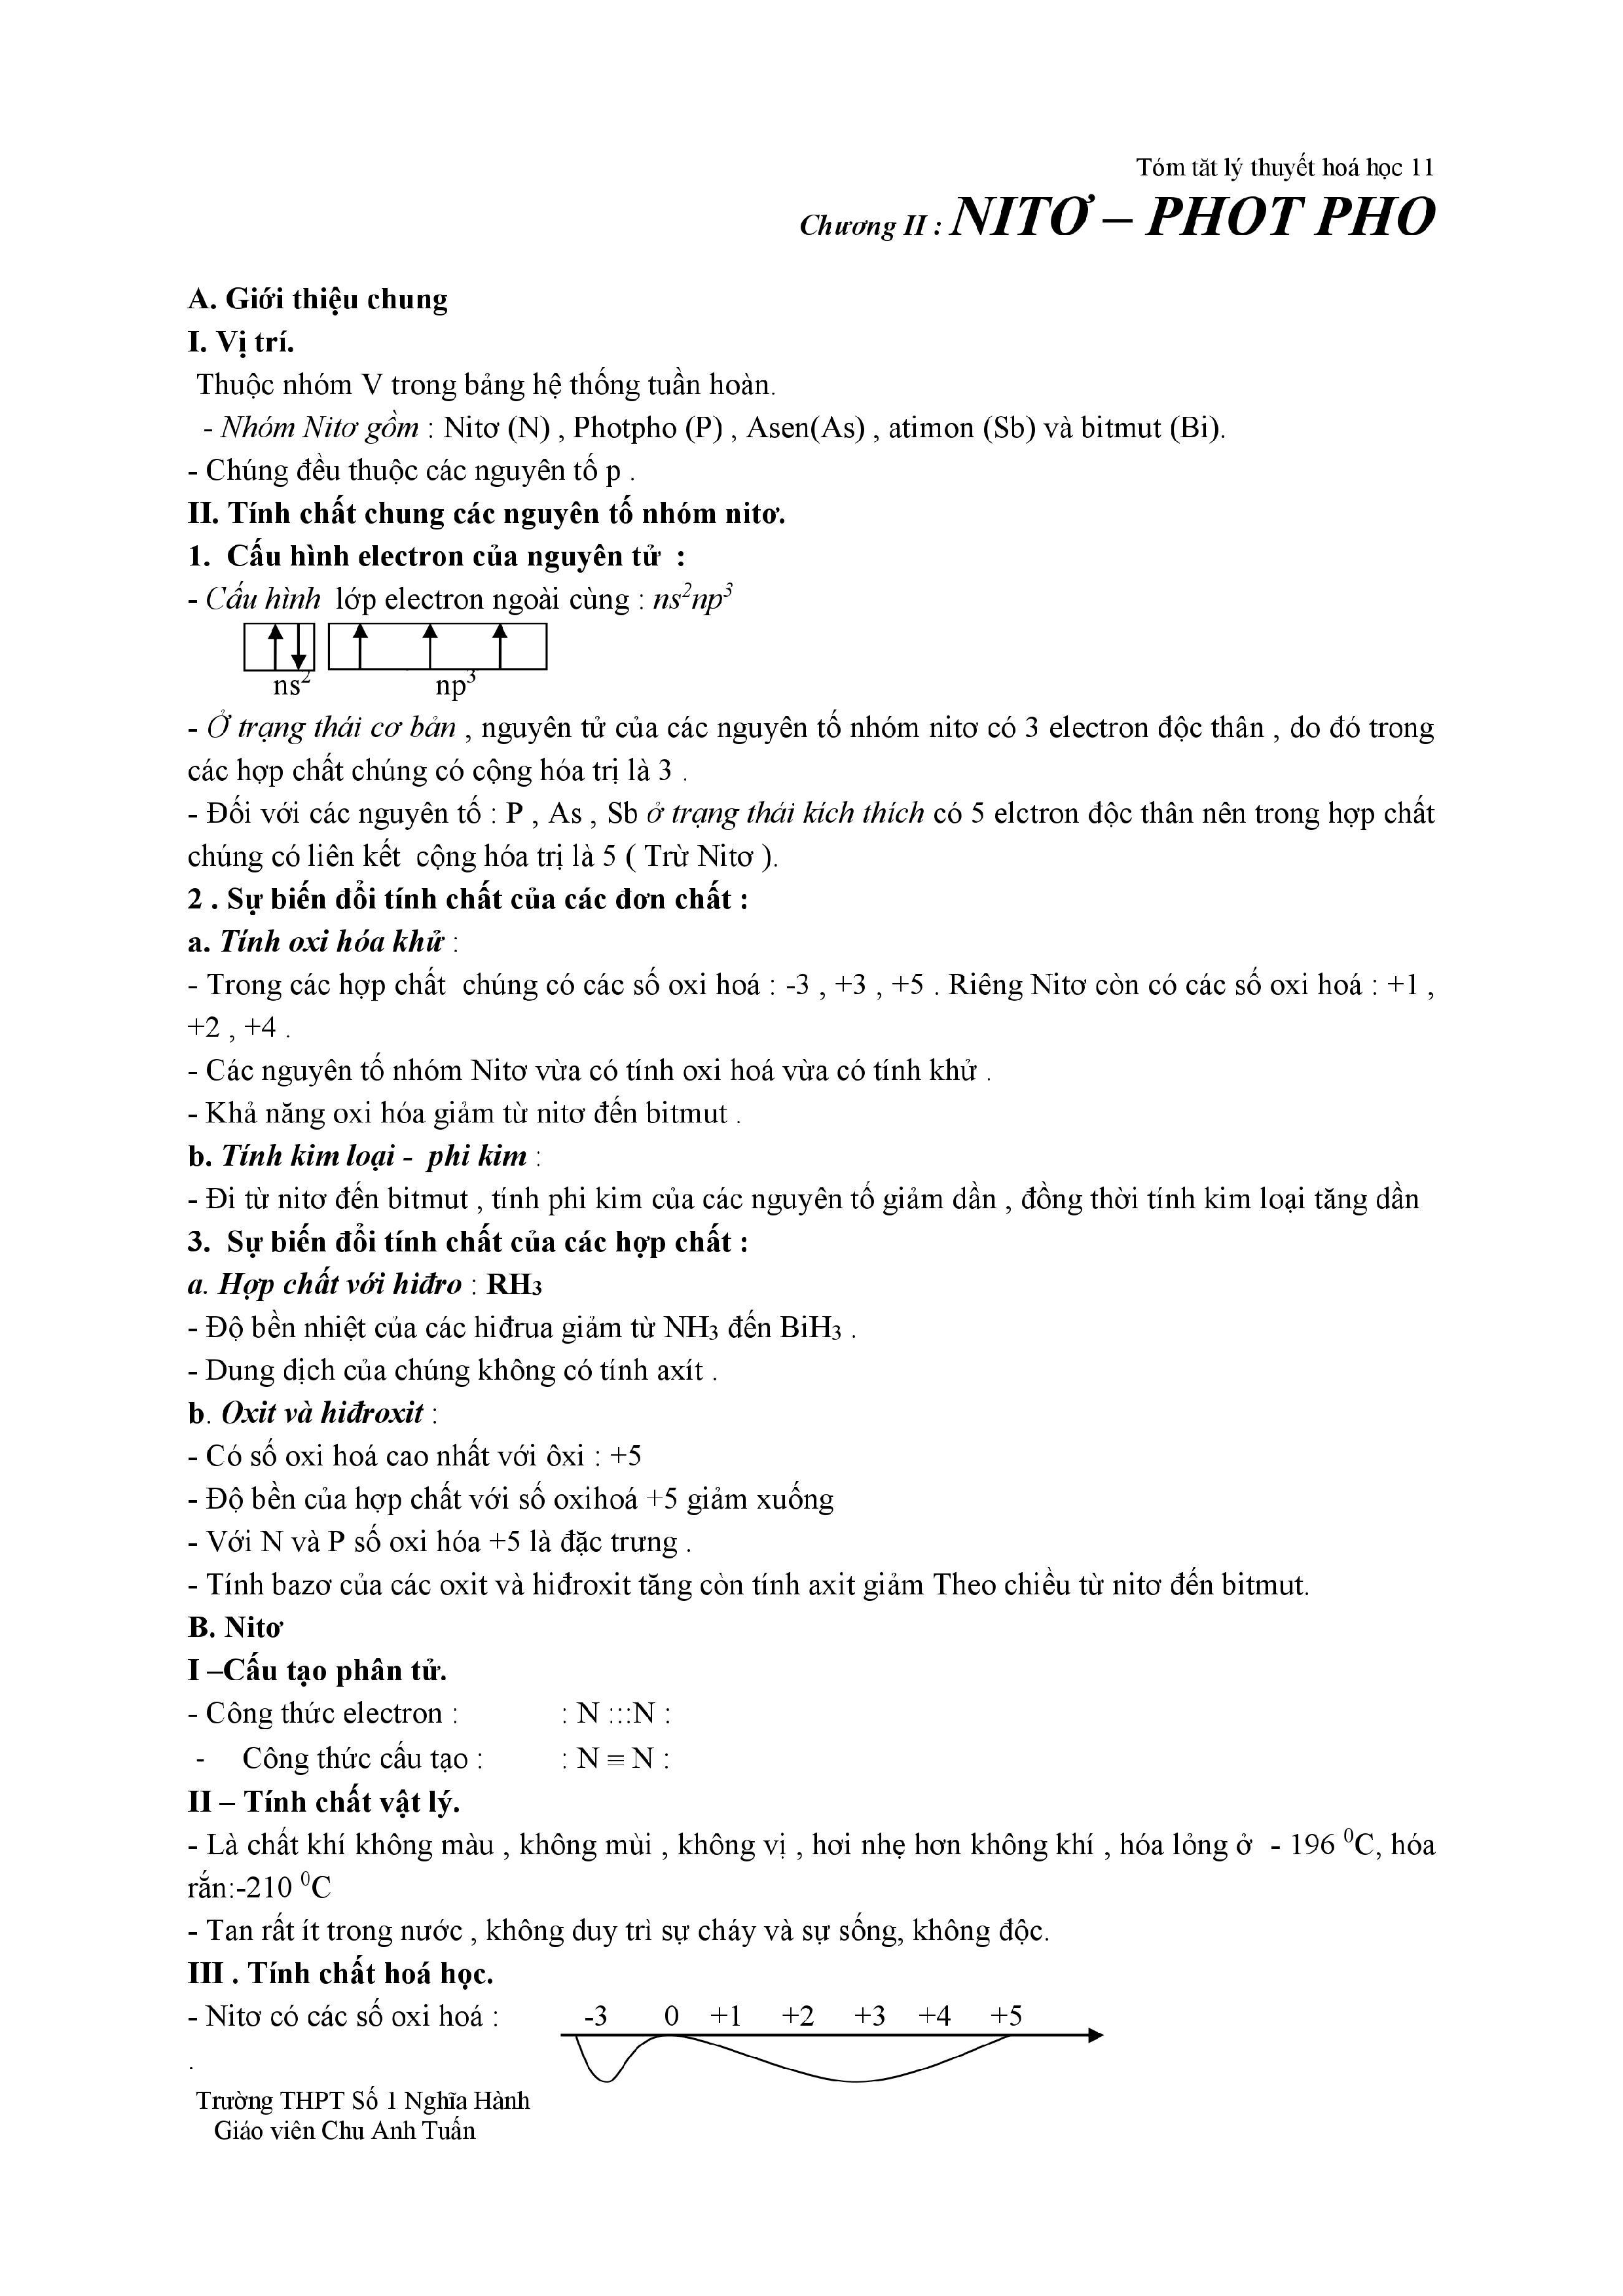 Tóm tăt lý thuyết hoá học 11
Chương II : NITƠ – PHOT PHO
A. Giới thiệu chung
I. Vị trí.
Thuộc nhóm V trong bảng hệ thống tuần hoàn.
- Nhóm Nitơ gồm : Nitơ (N) , Photpho (P) , Asen(As) , atimon (Sb) và bitmut (Bi).
- Chúng đều thuộc các nguyên tố p .
II. Tính chất chung các nguyên tố nhóm nitơ.
1. Cấu hình electron của nguyên tử :
- Cấu hình lớp electron ngoài cùng : ns²np³
ns² np³
- Ở trạng thái cơ bản , nguyên tử của các nguyên tố nhóm nitơ có 3 electron độc thân , do đó trong
các hợp chất chúng có cộng hóa trị là 3 .
- Đối với các nguyên tố : P , As , Sb ở trạng thái kích thích có 5 elctron độc thân nên trong hợp chất
chúng có liên kết cộng hóa trị là 5 ( Trừ Nitơ ).
2 . Sự biến đổi tính chất của các đơn chất :
a. Tính oxi hóa khử :
- Trong các hợp chất chúng có các số oxi hoá : -3 , +3 , +5 . Riêng Nitơ còn có các số oxi hoá : +1 ,
+2 , +4 .
- Các nguyên tố nhóm Nitơ vừa có tính oxi hoá vừa có tính khử .
- Khả năng oxi hóa giảm từ nitơ đến bitmut .
b. Tính kim loại - phi kim :
- Đi từ nitơ đến bitmut , tính phi kim của các nguyên tố giảm dần , đồng thời tính kim loại tăng dần
3. Sự biến đổi tính chất của các hợp chất :
a. Hợp chất với hiđro : RH₃
- Độ bền nhiệt của các hiđrua giảm từ NH₃ đến BiH₃ .
- Dung dịch của chúng không có tính axít .
b. Oxit và hiđroxit :
- Có số oxi hoá cao nhất với ôxi : +5
- Độ bền của hợp chất với số oxihoá +5 giảm xuống
- Với N và P số oxi hóa +5 là đặc trưng .
- Tính bazơ của các oxit và hiđroxit tăng còn tính axit giảm Theo chiều từ nitơ đến bitmut.
B. Nitơ
I –Cấu tạo phân tử.
- Công thức electron : : N :::N :
- Công thức cấu tạo : : N ≡ N :
II – Tính chất vật lý.
- Là chất khí không màu , không mùi , không vị , hơi nhẹ hơn không khí , hóa lỏng ở - 196 ⁰C, hóa
rắn:-210 ⁰C
- Tan rất ít trong nước , không duy trì sự cháy và sự sống, không độc.
III . Tính chất hoá học.
- Nitơ có các số oxi hoá : -3 0 +1 +2 +3 +4 +5
.
Trường THPT Số 1 Nghĩa Hành
Giáo viên Chu Anh Tuấn